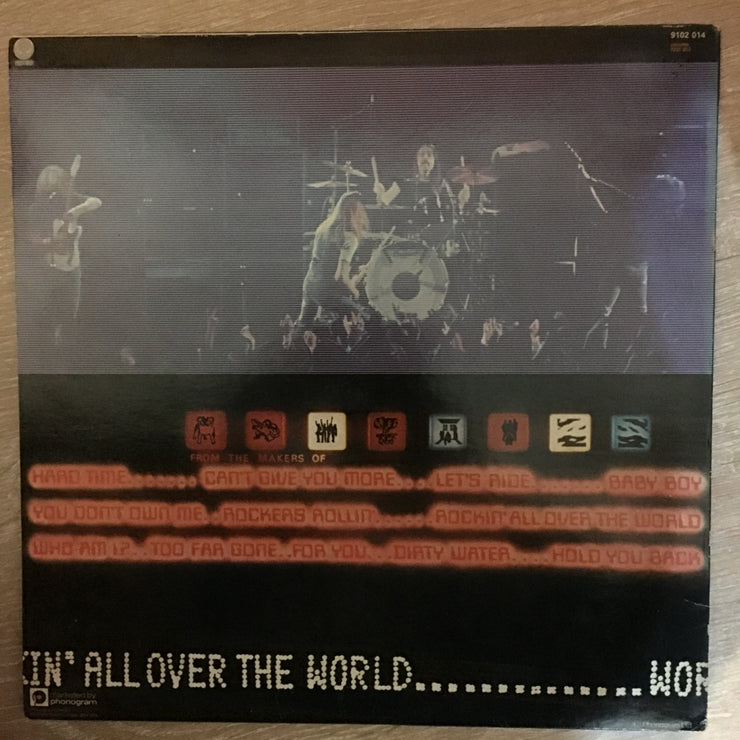 9102 014
FROM THE MAKERS OF
HARD TIME....... CAN'T GIVE YOU MORE....LET'S RIDE........BABY BOY
YOU DON'T OWN ME..ROCKERS ROLLIN'......ROCKIN' ALL OVER THE WORLD
WHO AM I?...TOO FAR GONE..FOR YOU...DIRTY WATER.....HOLD YOU BACK
KIN' ALL OVER THE WORLD...............WOR
marketed by
phonogram